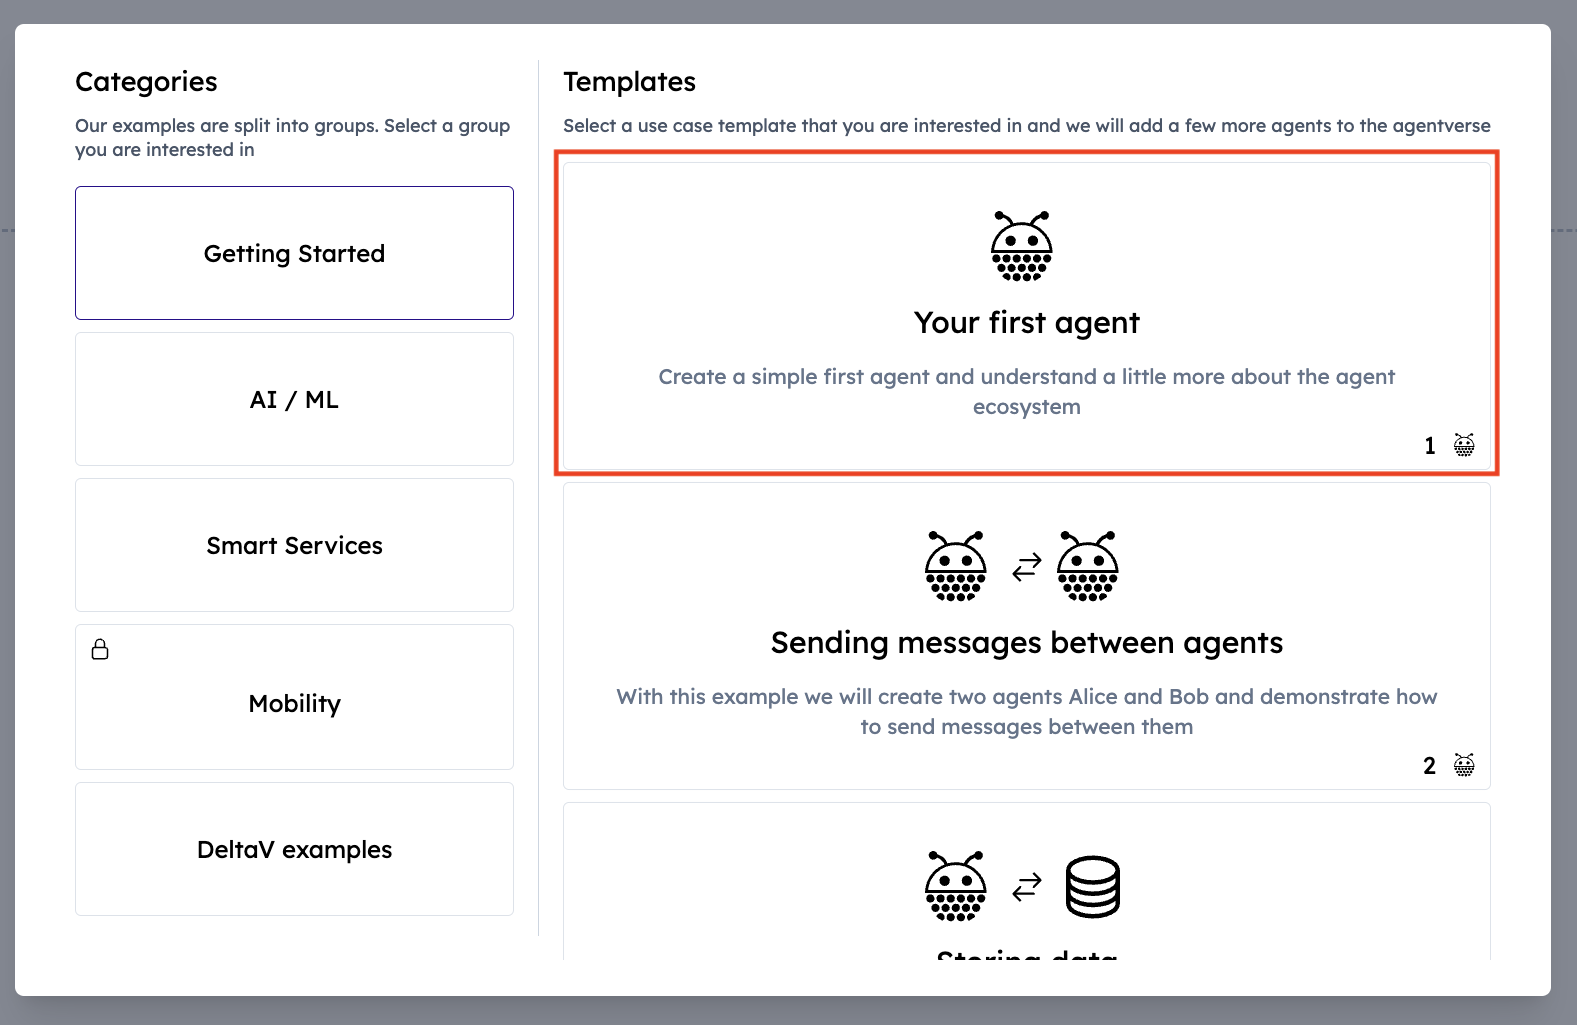 Categories
Our examples are split into groups. Select a group
you are interested in
Getting Started
AI / ML
Smart Services
Mobility
DeltaV examples
Templates
Select a use case template that you are interested in and we will add a few more agents to the agentverse
Your first agent
Create a simple first agent and understand a little more about the agent
ecosystem
1
Sending messages between agents
With this example we will create two agents Alice and Bob and demonstrate how
to send messages between them
2
Storing data